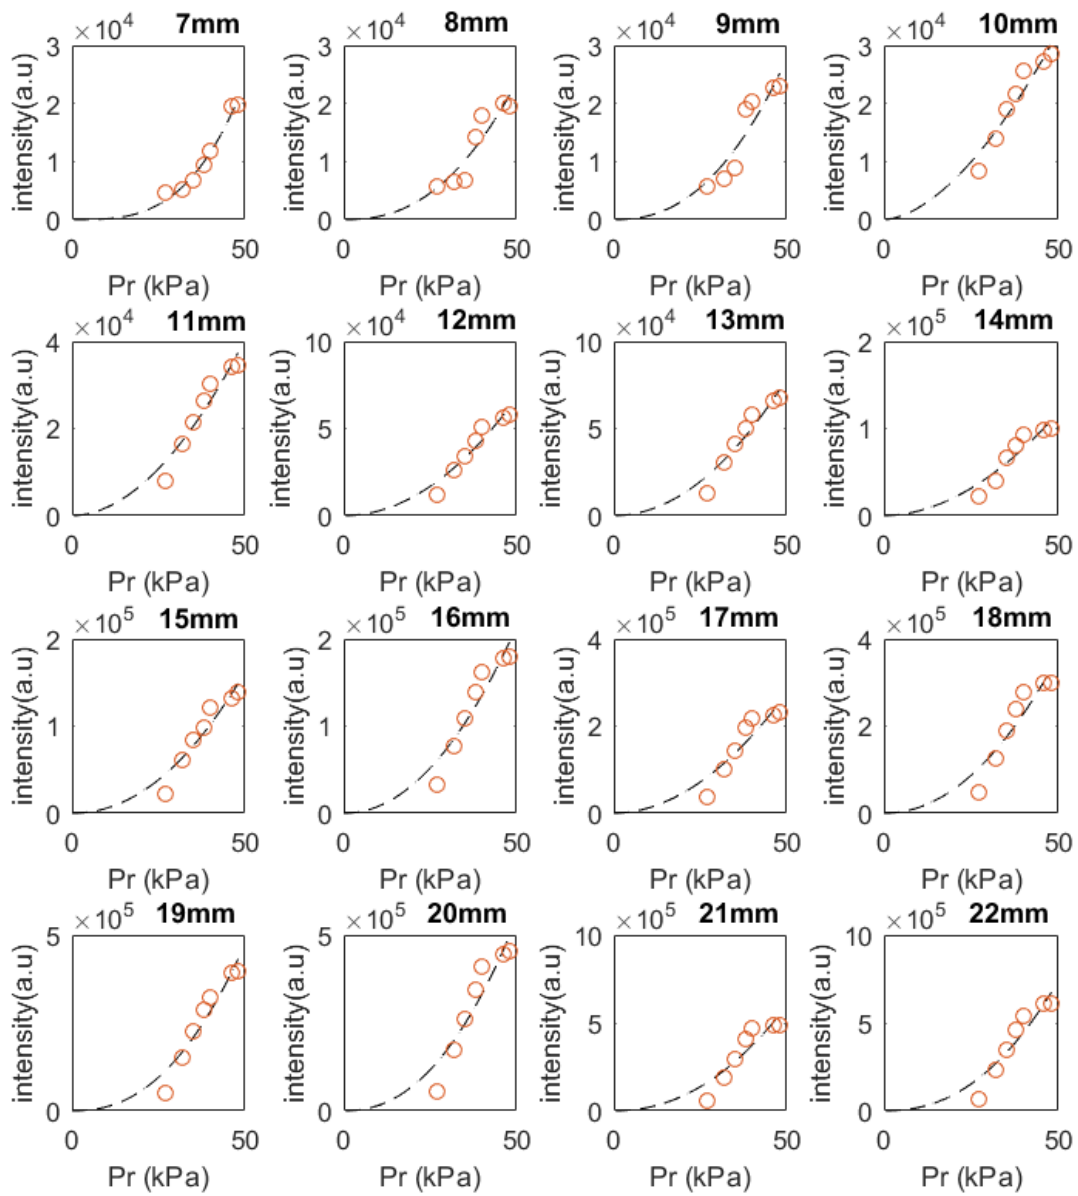 ×10^4 7mm ×10^4 8mm ×10^4 9mm ×10^4 10mm
3 3 3 3
2 2 2 2
1 1 1 1
0 0 0 0
intensity(a.u) intensity(a.u) intensity(a.u) intensity(a.u)
0 50 0 50 0 50 0 50
Pr (kPa) Pr (kPa) Pr (kPa) Pr (kPa)
×10^4 11mm ×10^4 12mm ×10^4 13mm ×10^5 14mm
4 10 10 2
2 5 5 1
0 0 0 0
intensity(a.u) intensity(a.u) intensity(a.u) intensity(a.u)
0 50 0 50 0 50 0 50
Pr (kPa) Pr (kPa) Pr (kPa) Pr (kPa)
×10^5 15mm ×10^5 16mm ×10^5 17mm ×10^5 18mm
2 2 4 4
1 1 2 2
0 0 0 0
intensity(a.u) intensity(a.u) intensity(a.u) intensity(a.u)
0 50 0 50 0 50 0 50
Pr (kPa) Pr (kPa) Pr (kPa) Pr (kPa)
×10^5 19mm ×10^5 20mm ×10^5 21mm ×10^5 22mm
5 5 10 10
5 5
0 0 0 0
intensity(a.u) intensity(a.u) intensity(a.u) intensity(a.u)
0 50 0 50 0 50 0 50
Pr (kPa) Pr (kPa) Pr (kPa) Pr (kPa)